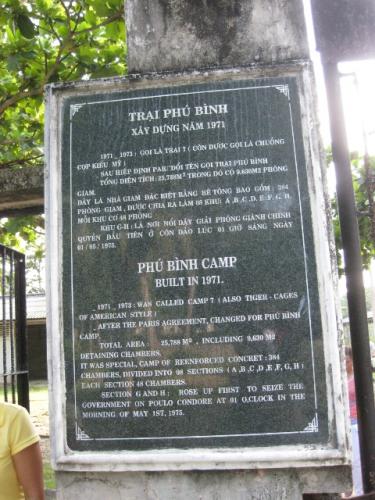 TRẠI PHÚ BÌNH
XÂY DỰNG NĂM 1971
1971_1973: GỌI LÀ TRẠI 7 ( CÒN ĐƯỢC GỌI LÀ CHUỒNG
CỌP KIỂU MỸ )
SAU HIỆP ĐỊNH PARI ĐỔI TÊN GỌI TRẠI PHÚ BÌNH
TỔNG DIỆN TÍCH: 25.788M² TRONG ĐÓ CÓ 9.630M2 PHÒNG
GIAM.
ĐÂY LÀ NHÀ GIAM ĐẶC BIỆT BẰNG BÊ TÔNG BAO GỒM: 384
PHÒNG GIAM, ĐƯỢC CHIA RA LÀM 08 KHU: A,B,C,D,E,F,G,H.
MỖI KHU CÓ 48 PHÒNG
KHU G-H: LÀ NƠI NỔI DẬY GIẢI PHÓNG GIÀNH CHÍNH
QUYỀN ĐẦU TIÊN Ở CÔN ĐẢO LÚC 01 GIỜ SÁNG NGÀY
01/05/1975.
PHÚ BÌNH CAMP
BUILT IN 1971.
1971_1973: WAS CALLED CAMP 7 ( ALSO TIGER-CAGES
OF AMERICAN STYLE )
AFTER THE PARIS AGREEMENT, CHANGED FOR PHÚ BÌNH
CAMP.
TOTAL AREA: 25,788 M², INCLUDING 9,630 M2
DETAINING CHAMBERS.
IT WAS SPECIAL, CAMP OF REENFORCED CONCRET: 384
CHAMBERS, DIVIDED INTO 08 SECTIONS (A,B,C,D,E,F,G,H)
EACH SECTION 48 CHAMBERS.
SECTION G AND H: ROSE UP FIRST TO SEIZE THE
GOVERNMENT ON POULO CONDORE AT 01 O,CLOCK IN THE
MORNING OF MAY 1ST, 1975.